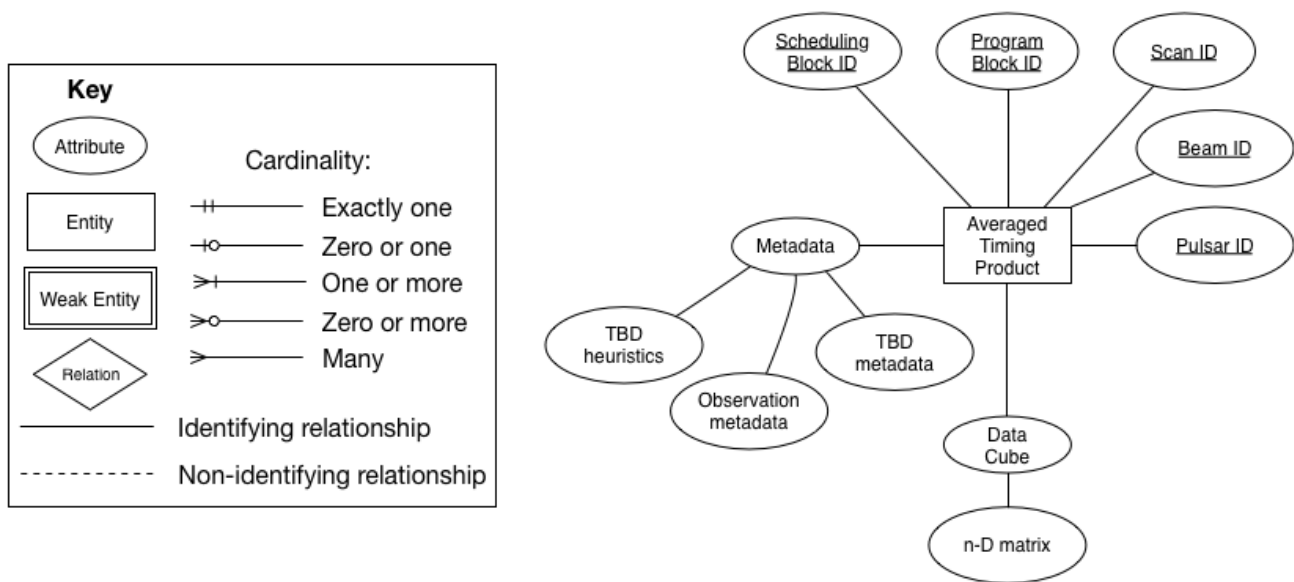 Key
Attribute
Entity
Weak Entity
Relation
Cardinality:
Exactly one
Zero or one
One or more
Zero or more
Many
Identifying relationship
Non-identifying relationship
Scheduling
Block ID
Program
Block ID
Scan ID
Beam ID
Pulsar ID
Averaged
Timing
Product
Metadata
TBD
heuristics
Observation
metadata
TBD
metadata
Data
Cube
n-D matrix